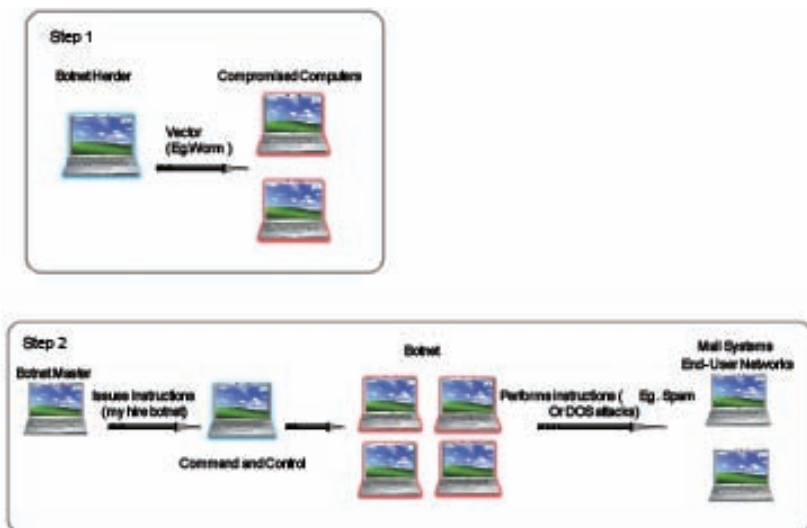 Step 1
Botnet Herder
Compromised Computers
Vector
(Eg.Worm )
Step 2
Botnet
Mail Systems
End-User Networks
Botnet Master
Issues Instructions
(my hire botnet)
Performs instructions ( Eg . Spam
Or DOS attacks)
Command and Control